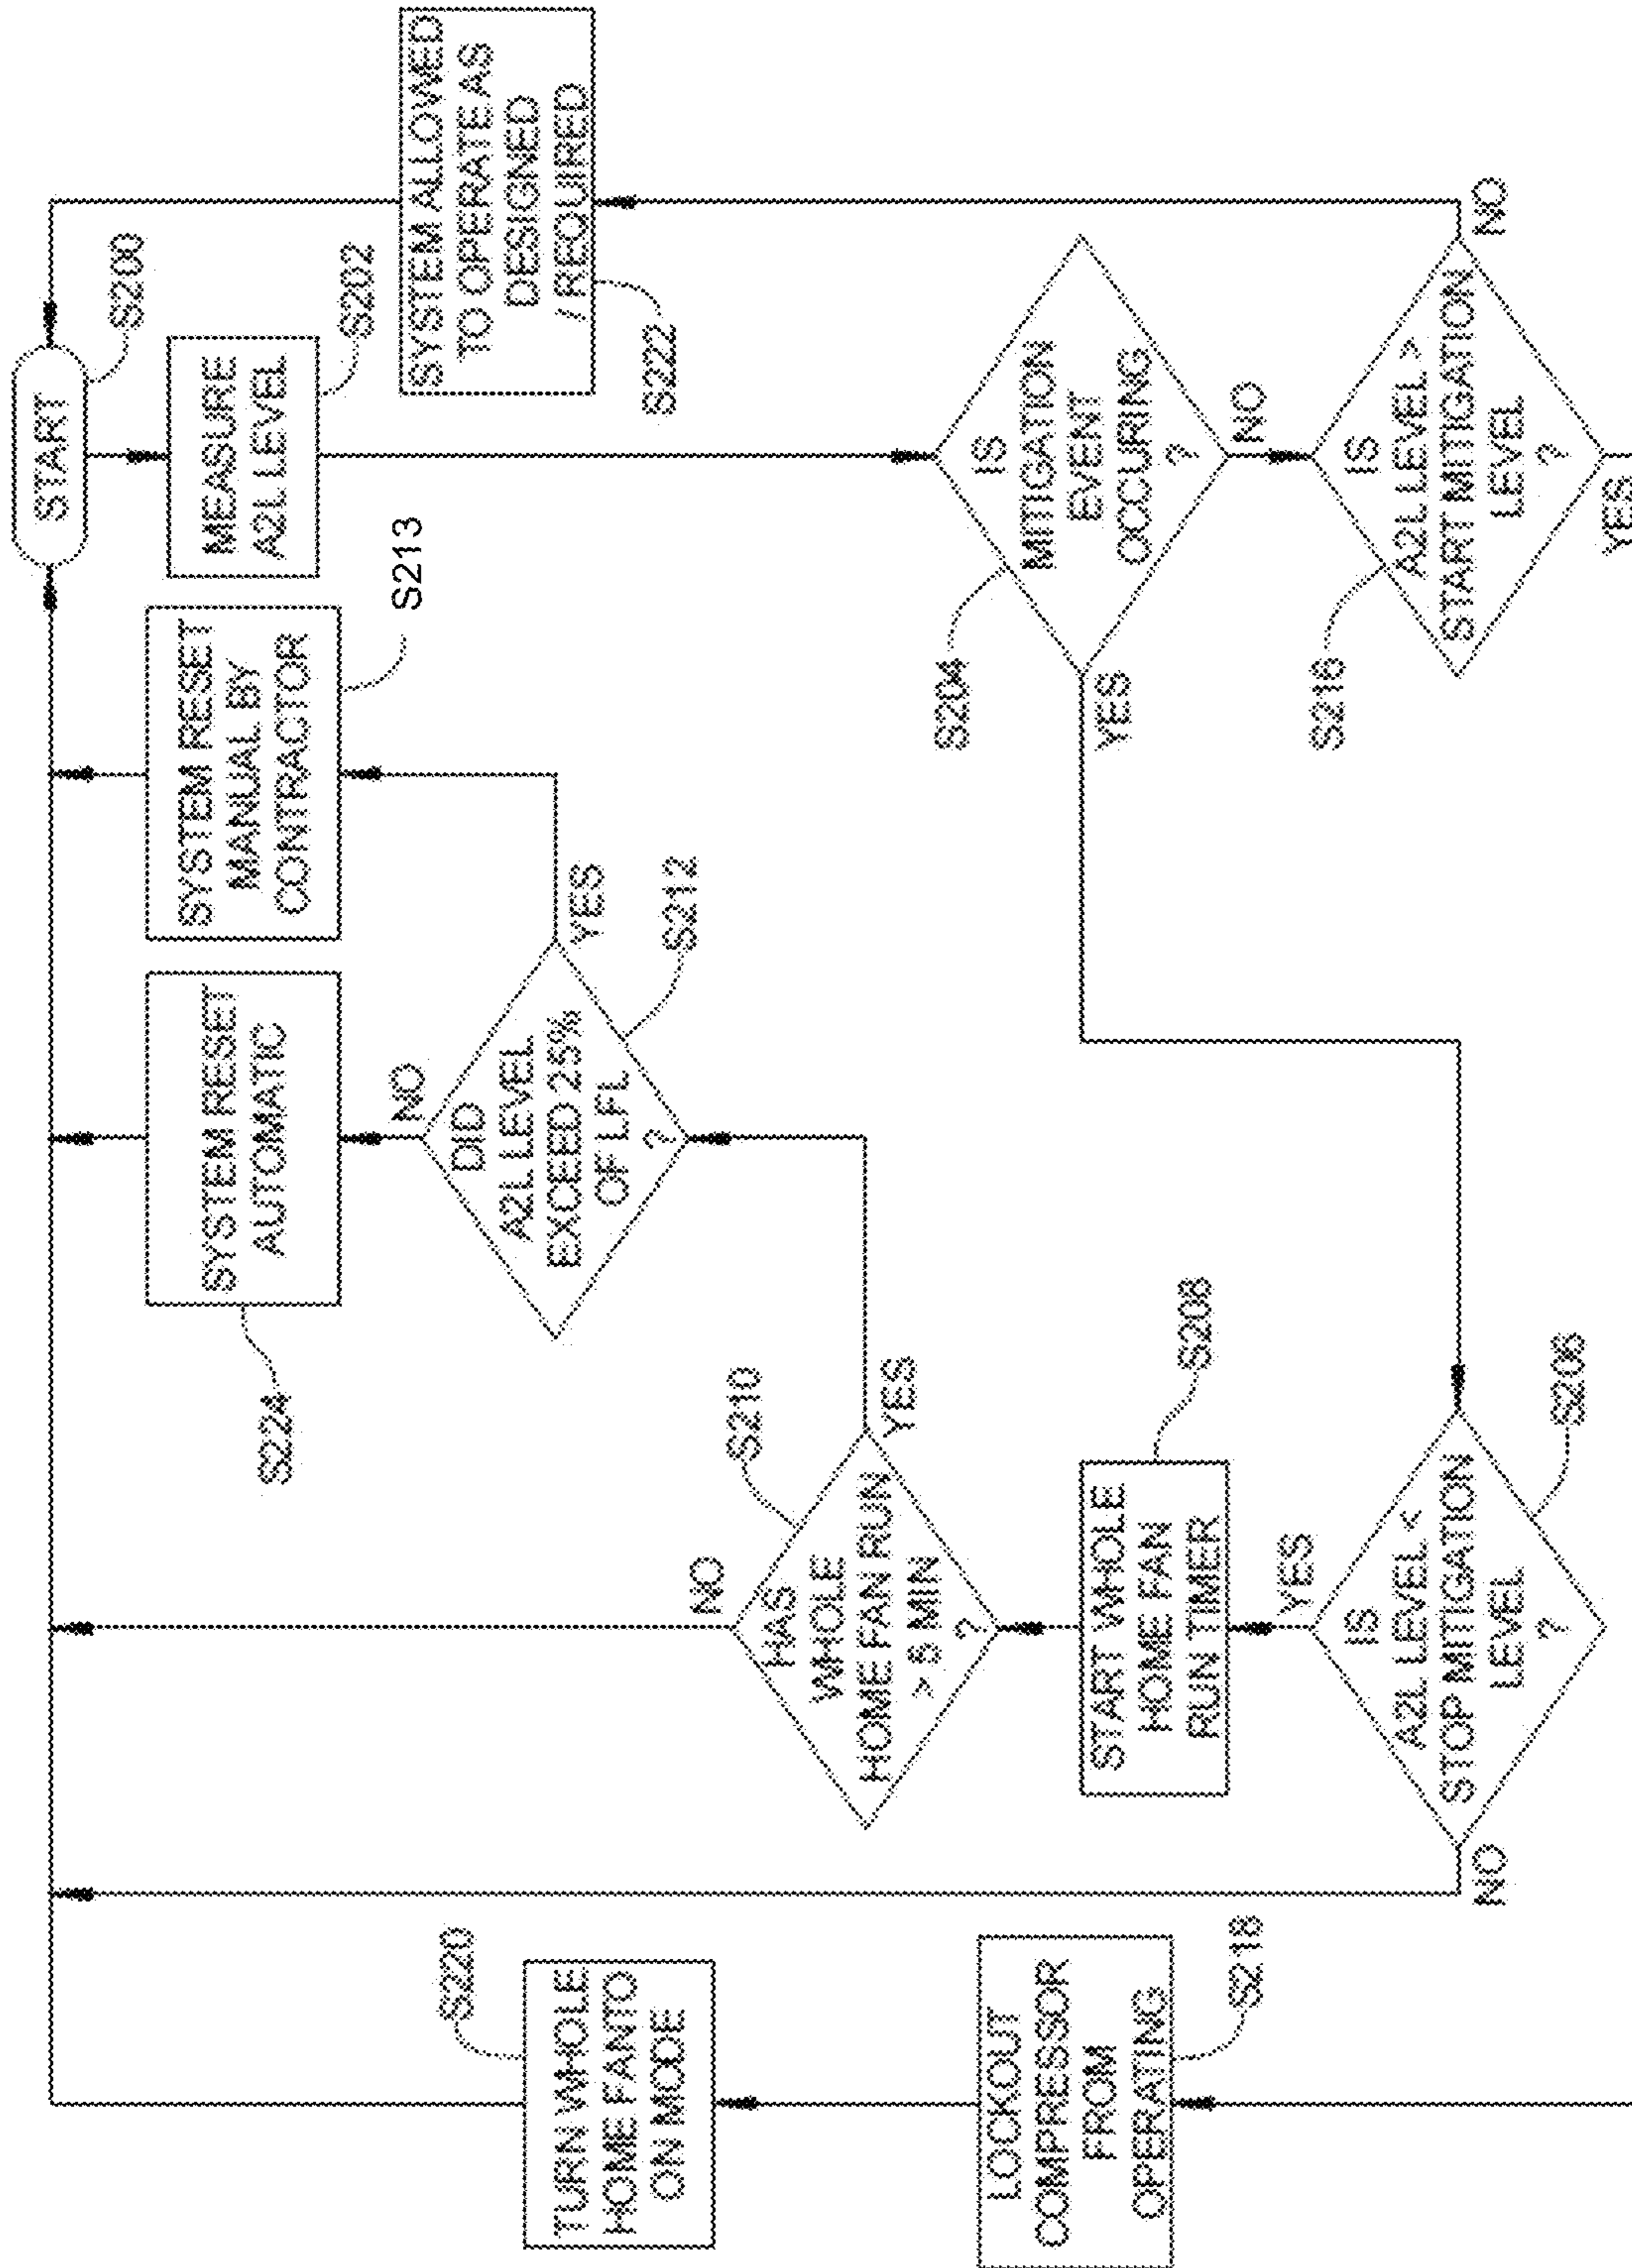 START
S200
MEASURE
A2L LEVEL
S202
SYSTEM RESET
MANUAL BY
CONTRACTOR
S213
SYSTEM RESET
AUTOMATIC
S224
SYSTEM ALLOWED
TO OPERATE AS
DESIGNED
/ REQUIRED
S222
DID
A2L LEVEL
EXCEED 25%
OF LFL
?
NO
YES
S212
TURN WHOLE
HOME FANTO
ON MODE
S220
HAS
WHOLE
HOME FAN RUN
> 5 MIN
?
NO
YES
S210
IS
MITIGATION
EVENT
OCCURING
?
S204
YES
NO
LOCKOUT
COMPRESSOR
FROM
OPERATING
S218
START WHOLE
HOME FAN
RUN TIMER
S208
YES
IS
A2L LEVEL <
STOP MITIGATION
LEVEL
?
S206
NO
IS
A2L LEVEL >
START MITIGATION
LEVEL
?
S216
NO
YES